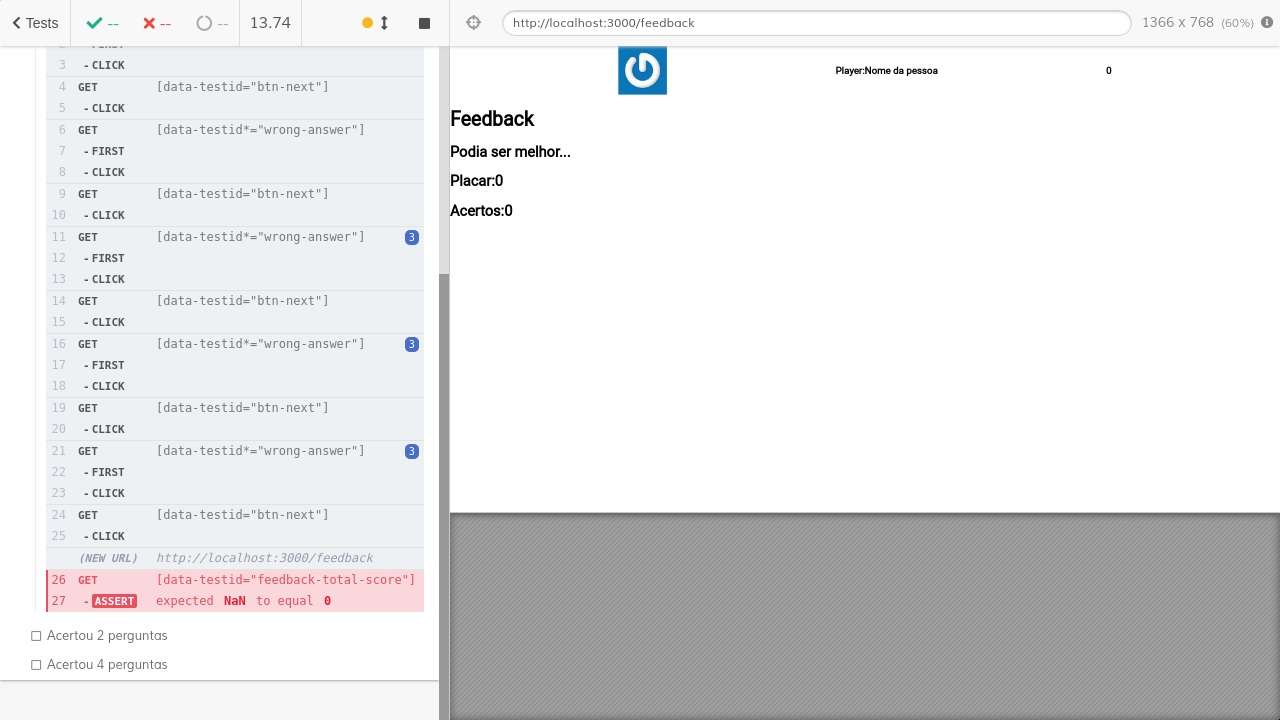 Tests
--
--
--
13.74
http://localhost:3000/feedback
1366 x 768 (60%)
3 - CLICK
4 GET [data-testid="btn-next"]
5 - CLICK
6 GET [data-testid*="wrong-answer"]
7 - FIRST
8 - CLICK
9 GET [data-testid="btn-next"]
10 - CLICK
11 GET [data-testid*="wrong-answer"] 3
12 - FIRST
13 - CLICK
14 GET [data-testid="btn-next"]
15 - CLICK
16 GET [data-testid*="wrong-answer"] 3
17 - FIRST
18 - CLICK
19 GET [data-testid="btn-next"]
20 - CLICK
21 GET [data-testid*="wrong-answer"] 3
22 - FIRST
23 - CLICK
24 GET [data-testid="btn-next"]
25 - CLICK
(NEW URL) http://localhost:3000/feedback
26 GET [data-testid="feedback-total-score"]
27 - ASSERT expected NaN to equal 0
Acertou 2 perguntas
Acertou 4 perguntas
Player:Nome da pessoa
0
Feedback
Podia ser melhor...
Placar:0
Acertos:0